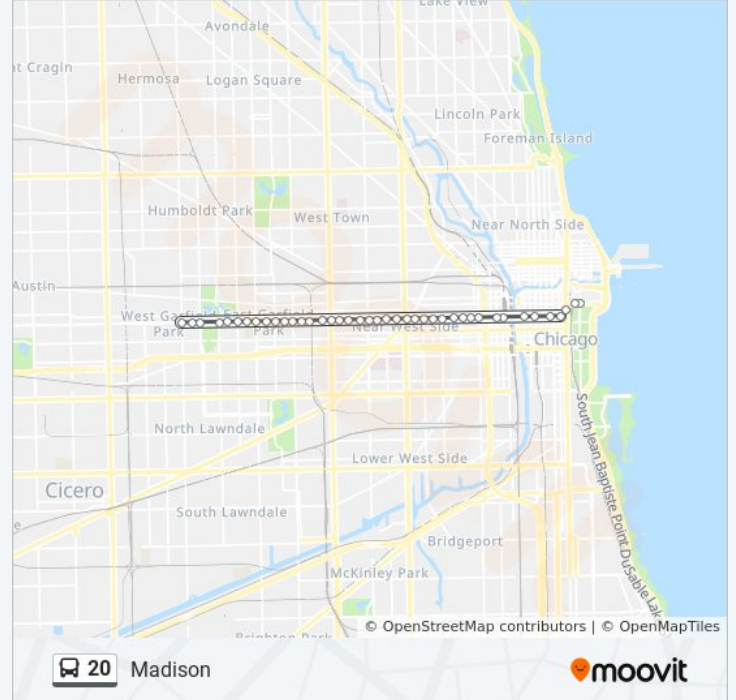 Lake View
Avondale
t Cragin
Hermosa
Logan Square
Lincoln Park
Foreman Island
Humboldt Park
West Town
Near North Side
Austin
West Garfield
Park
East Garfield
Park
Near West Side
Chicago
North Lawndale
Lower West Side
South Jean Baptiste Point DuSable Lak
Cicero
e
South Lawndale
Bridgeport
McKinley Park
Brighton Park
© OpenStreetMap contributors | © OpenMapTiles
20 Madison
moovit